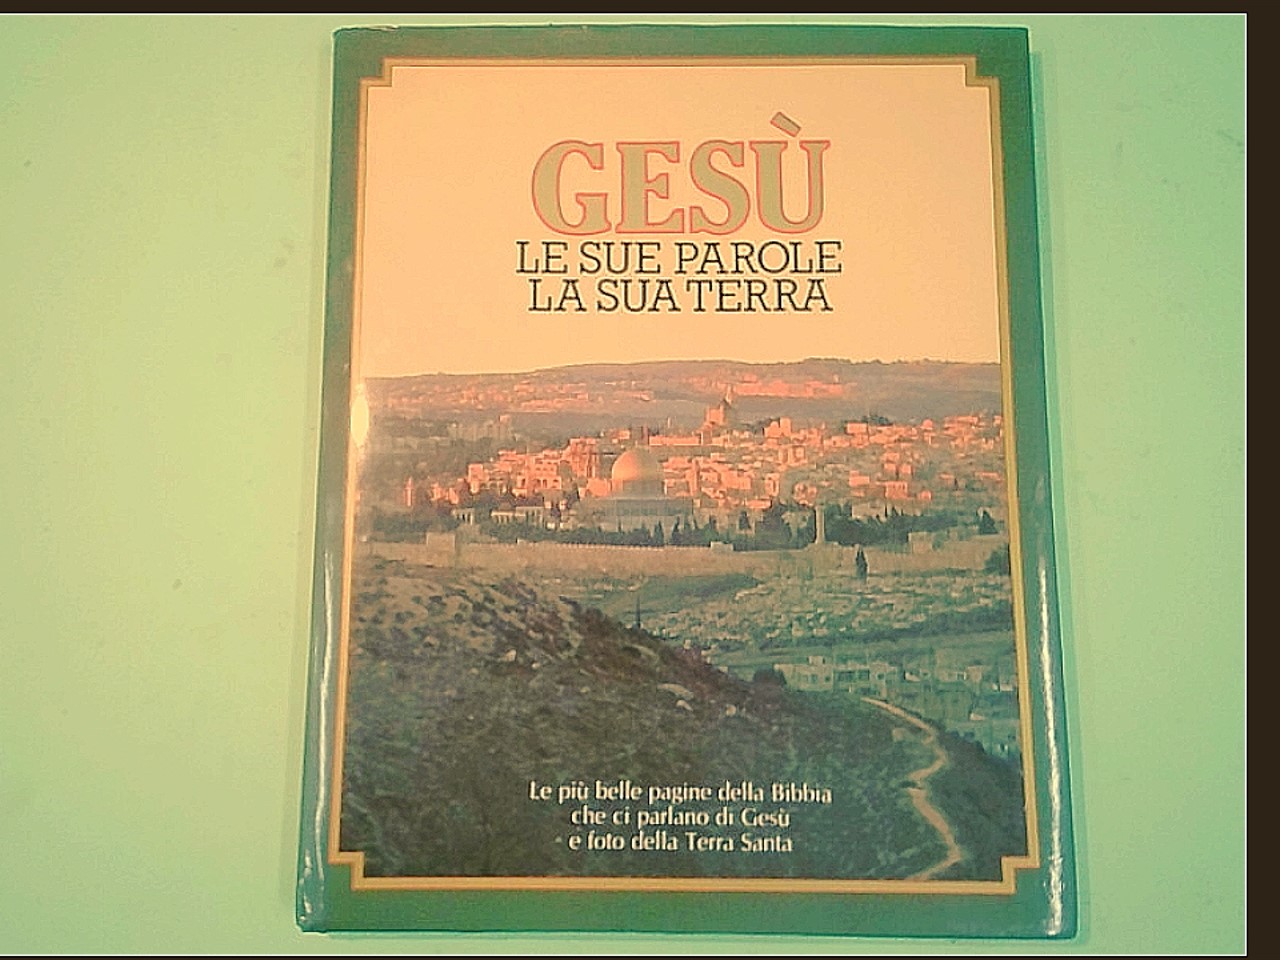 GESÙ
LE SUE PAROLE
LA SUA TERRA
Le più belle pagine della Bibbia
che ci parlano di Gesù
e foto della Terra Santa